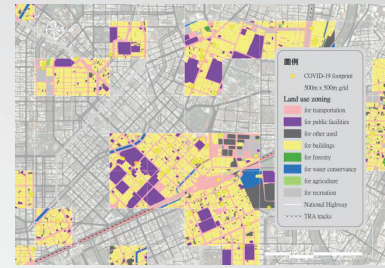 圖例
COVID-19 footprint
500m x 500m grid
Land use zoning
for transportation
for public facilities
for other used
for buildings
for forestry
for water conservancy
for agriculture
for recreation
National Highway
TRA tracks